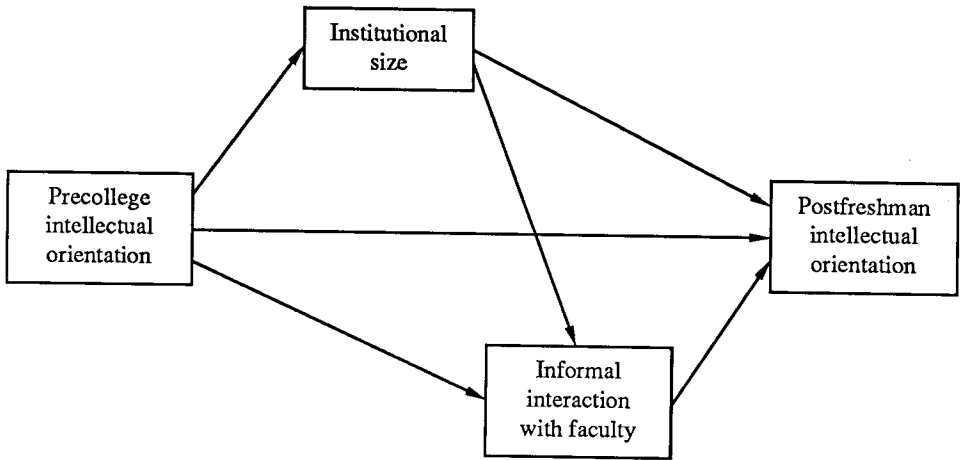 Institutional
size
Precollege
intellectual
orientation
Postfreshman
intellectual
orientation
Informal
interaction
with faculty